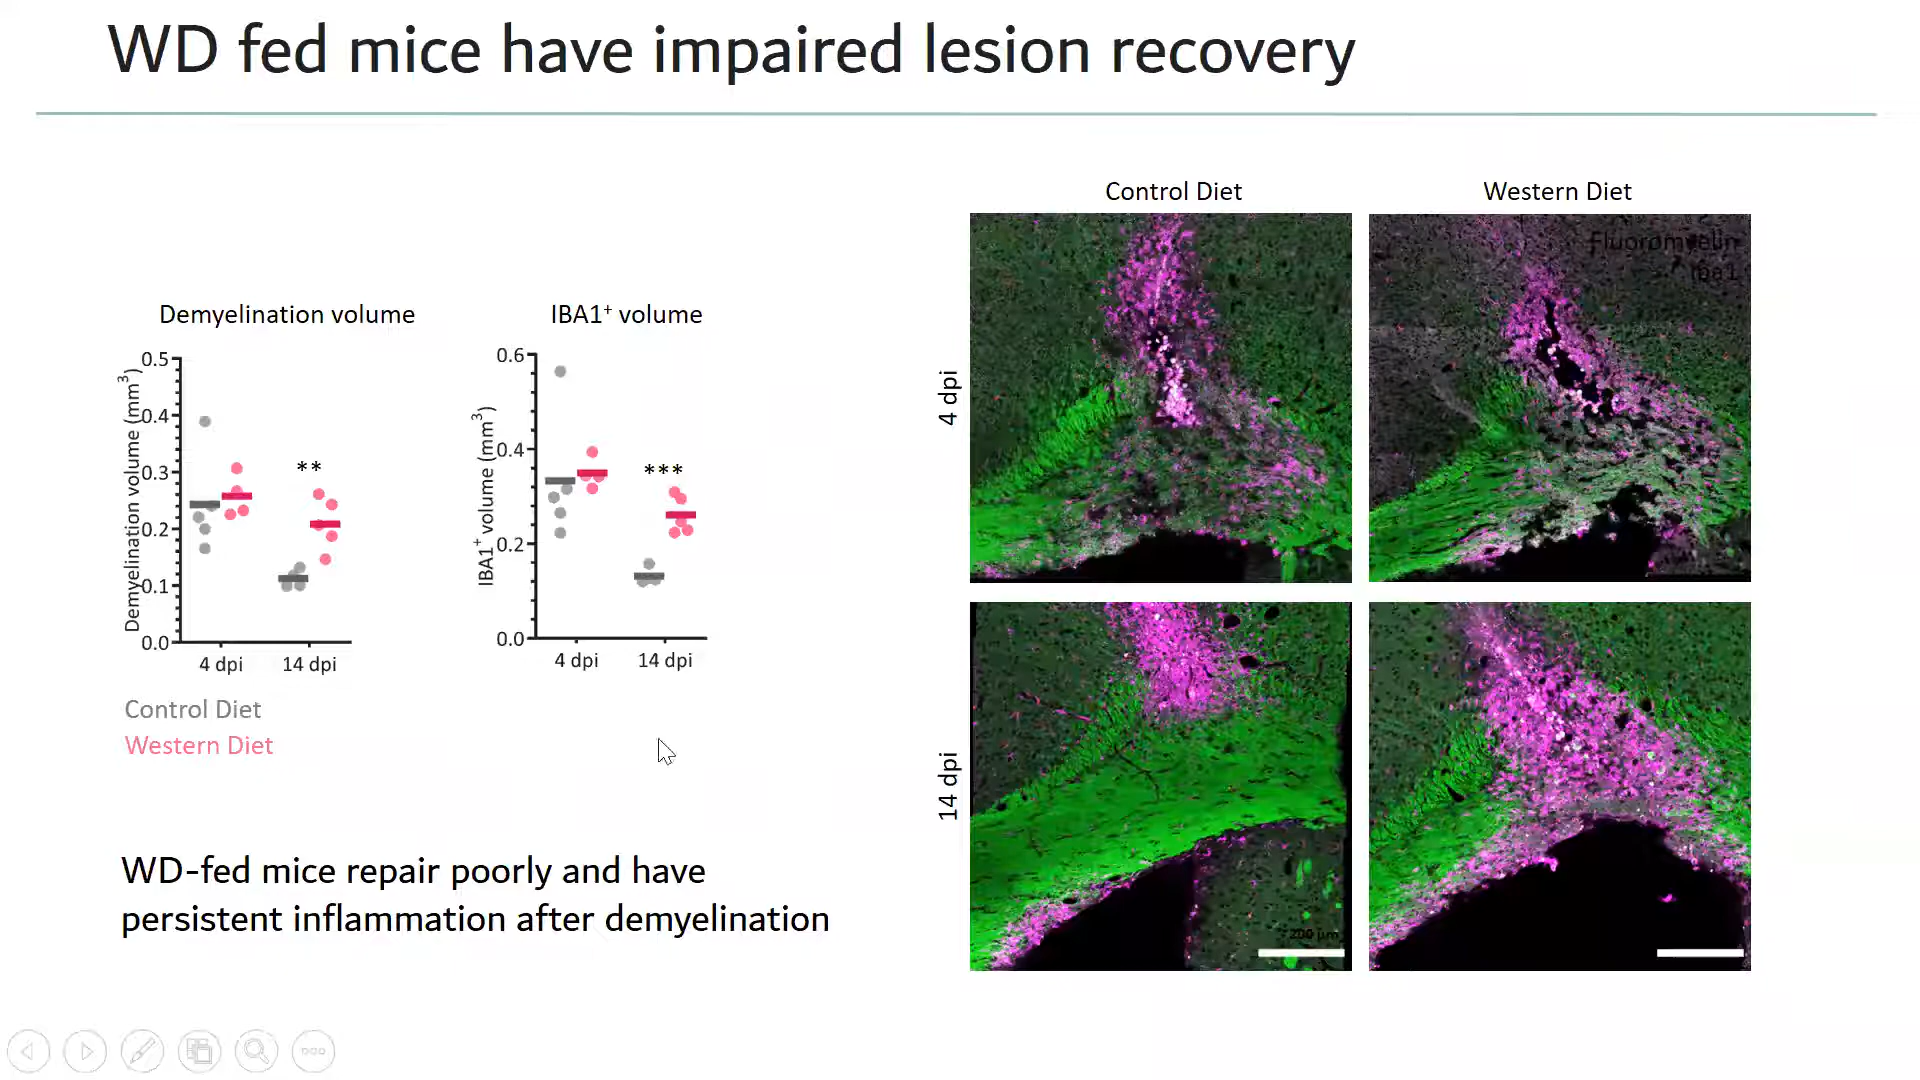 WD fed mice have impaired lesion recovery
Control Diet
Western Diet
Fluoromyelin
Iba1
4 dpi
14 dpi
200 µm
Demyelination volume
Demyelination volume (mm³)
0.5
0.4
0.3
0.2
0.1
0.0
**
4 dpi
14 dpi
IBA1⁺ volume
IBA1⁺ volume (mm³)
0.6
0.4
0.2
0.0
***
4 dpi
14 dpi
Control Diet
Western Diet
WD-fed mice repair poorly and have
persistent inflammation after demyelination